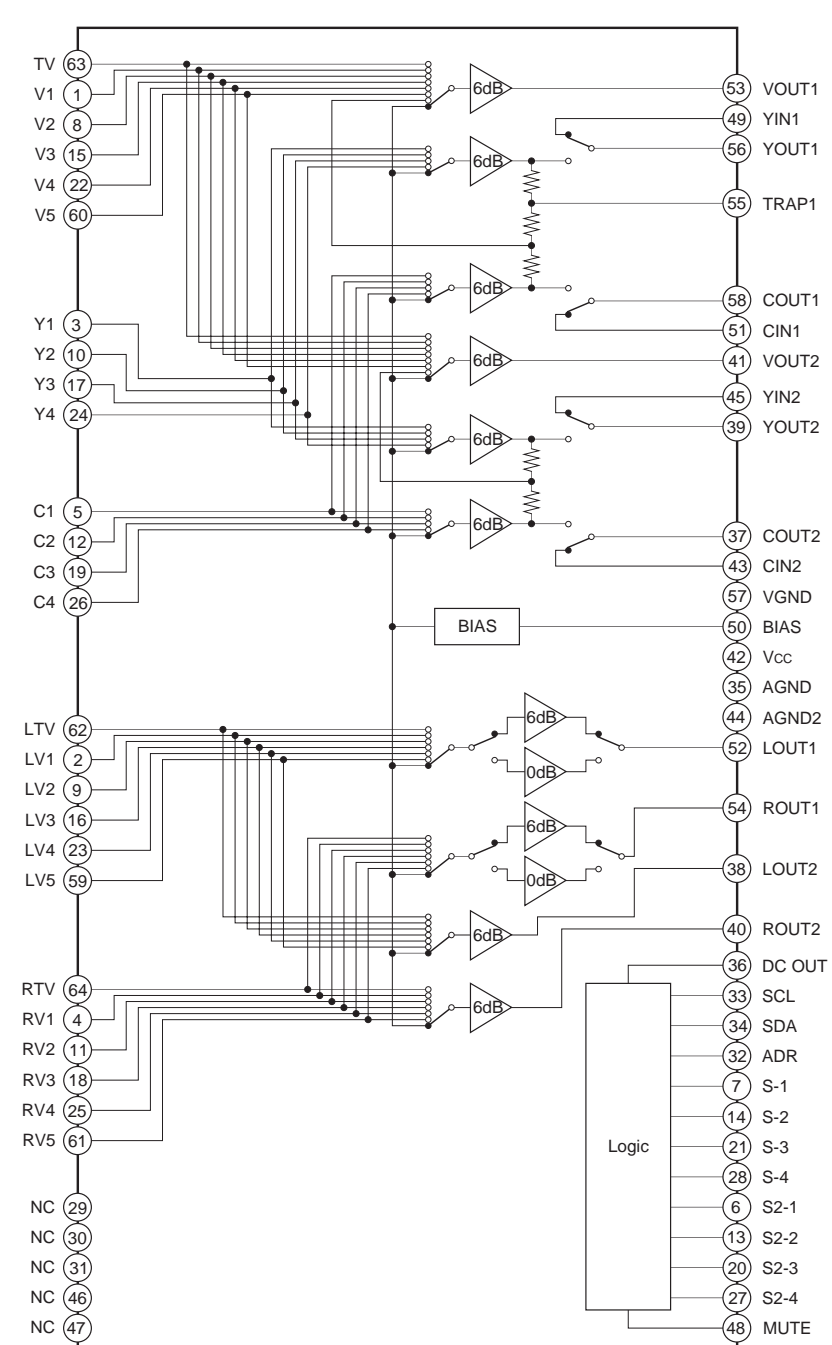 TV 63
V1 1
V2 8
V3 15
V4 22
V5 60
Y1 3
Y2 10
Y3 17
Y4 24
C1 5
C2 12
C3 19
C4 26
LTV 62
LV1 2
LV2 9
LV3 16
LV4 23
LV5 59
RTV 64
RV1 4
RV2 11
RV3 18
RV4 25
RV5 61
NC 29
NC 30
NC 31
NC 46
NC 47
6dB
6dB
6dB
6dB
6dB
6dB
BIAS
6dB
0dB
6dB
0dB
6dB
6dB
Logic
53 VOUT1
49 YIN1
56 YOUT1
55 TRAP1
58 COUT1
51 CIN1
41 VOUT2
45 YIN2
39 YOUT2
37 COUT2
43 CIN2
57 VGND
50 BIAS
42 Vcc
35 AGND
44 AGND2
52 LOUT1
54 ROUT1
38 LOUT2
40 ROUT2
36 DC OUT
33 SCL
34 SDA
32 ADR
7 S-1
14 S-2
21 S-3
28 S-4
6 S2-1
13 S2-2
20 S2-3
27 S2-4
48 MUTE